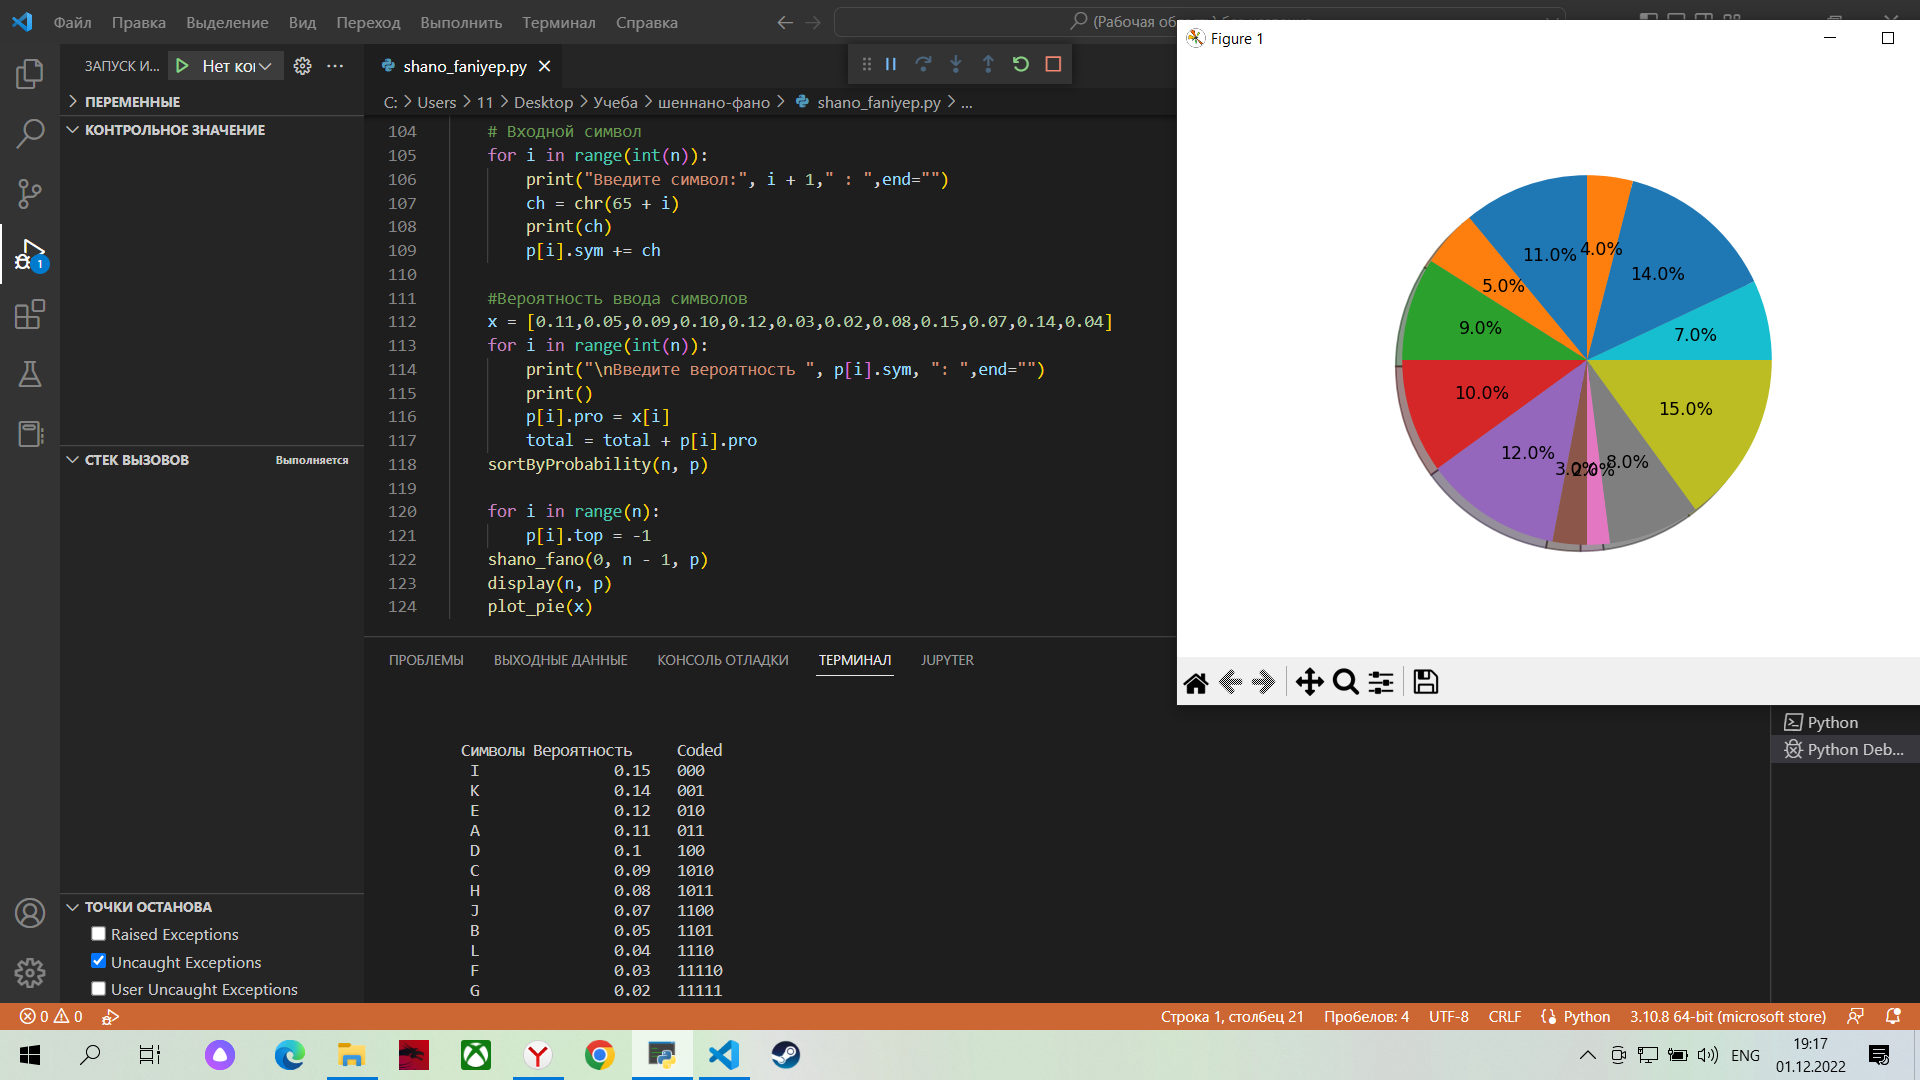 Файл Правка Выделение Вид Переход Выполнить Терминал Справка
Figure 1
ЗАПУСК И... Нет ко
ПЕРЕМЕННЫЕ
КОНТРОЛЬНОЕ ЗНАЧЕНИЕ
СТЕК ВЫЗОВОВ Выполняется
ТОЧКИ ОСТАНОВА
Raised Exceptions
Uncaught Exceptions
User Uncaught Exceptions
1
shano_faniyep.py
C: > Users > 11 > Desktop > Учеба > шеннано-фано > shano_faniyep.py > ...
104 # Входной символ
105 for i in range(int(n)):
106 print("Введите символ:", i + 1," : ",end="")
107 ch = chr(65 + i)
108 print(ch)
109 p[i].sym += ch
110
111 #Вероятность ввода символов
112 x = [0.11,0.05,0.09,0.10,0.12,0.03,0.02,0.08,0.15,0.07,0.14,0.04]
113 for i in range(int(n)):
114 print("\nВведите вероятность ", p[i].sym, ": ",end="")
115 print()
116 p[i].pro = x[i]
117 total = total + p[i].pro
118 sortByProbability(n, p)
119
120 for i in range(n):
121 p[i].top = -1
122 shano_fano(0, n - 1, p)
123 display(n, p)
124 plot_pie(x)
11.0%
4.0%
14.0%
5.0%
9.0%
7.0%
10.0%
15.0%
12.0%
3.0%
2.0%
8.0%
ПРОБЛЕМЫ ВЫХОДНЫЕ ДАННЫЕ КОНСОЛЬ ОТЛАДКИ ТЕРМИНАЛ JUPYTER
Символы Вероятность Coded
I 0.15 000
K 0.14 001
E 0.12 010
A 0.11 011
D 0.1 100
C 0.09 1010
H 0.08 1011
J 0.07 1100
B 0.05 1101
L 0.04 1110
F 0.03 11110
G 0.02 11111
Python
Python Deb...
0 0
Строка 1, столбец 21 Пробелов: 4 UTF-8 CRLF Python 3.10.8 64-bit (microsoft store)
ENG
19:17
01.12.2022